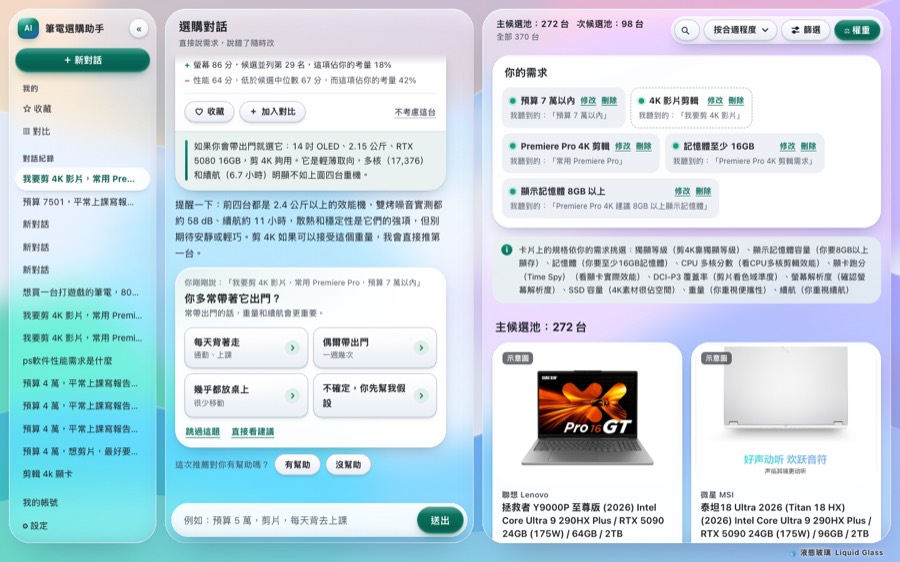 AI 筆電選購助手 «
+ 新對話
我的
收藏
對比
對話紀錄
我要剪 4K 影片，常用 Pre...
預算 7501，平常上課寫報...
新對話
新對話
新對話
想買一台打遊戲的筆電，80...
我要剪 4K 影片，常用 Premi...
我要剪 4K 影片，常用 Premi...
ps軟件性能需求是什麼
預算 4 萬，平常上課寫報告...
預算 4 萬，平常上課寫報告...
預算 4 萬，平常上課寫報告...
預算 4 萬，想剪片，最好要...
剪輯 4k 顯卡
我的帳號
設定
選購對話
直接說需求，說錯了隨時改
+ 螢幕 86 分，候選並列第 29 名，這項佔你的考量 18%
− 性能 64 分，低於候選中位數 67 分，而這項佔你的考量 42%
收藏 + 加入對比 不考慮這台
如果你會帶出門就選它：14 吋 OLED、2.15 公斤、RTX
5080 16GB，剪 4K 夠用。它是輕薄取向，多核（17,376）
和續航（6.7 小時）明顯不如上面四台重機。
提醒一下：前四台都是 2.4 公斤以上的效能機，雙烤噪音實測都
約 58 dB、續航約 11 小時，散熱和穩定性是它們的強項，但別
期待安靜或輕巧。剪 4K 如果可以接受這個重量，我會直接推第
一台。
你剛剛說：「我要剪 4K 影片，常用 Premiere Pro，預算 7 萬以內」
你多常帶著它出門？
常帶出門的話，重量和續航會更重要。
每天背著走
通勤、上課
偶爾帶出門
一週幾次
幾乎都放桌上
很少移動
不確定，你先幫我假
設
跳過這題 直接看建議
這次推薦對你有幫助嗎？ 有幫助 沒幫助
例如：預算 5 萬，剪片，每天背去上課 送出
主候選池：272 台 次候選池：98 台
全部 370 台
按合適程度 篩選 權重
你的需求
預算 7 萬以內 修改 刪除
我聽到的：「預算 7 萬以內」
4K 影片剪輯 修改 刪除
我聽到的：「我要剪 4K 影片」
Premiere Pro 4K 剪輯 修改 刪除
我聽到的：「常用 Premiere Pro」
記憶體至少 16GB 修改 刪除
我聽到的：「Premiere Pro 4K 剪輯需求」
顯示記憶體 8GB 以上 修改 刪除
我聽到的：「Premiere Pro 4K 建議 8GB 以上顯示記憶體」
卡片上的規格依你的需求挑選：獨顯等級（剪4K靠獨顯等級）、顯示記憶體容量（你要8GB以上
顯存）、記憶體（你要至少16GB記憶體）、CPU 多核分數（看CPU多核剪輯效能）、顯卡跑分
（Time Spy）（看顯卡實際效能）、DCI-P3 覆蓋率（剪片看色域準度）、螢幕解析度（確認螢
幕解析度）、SSD 容量（4K素材很佔空間）、重量（你重視便攜性）、續航（你重視續航）
主候選池：272 台
示意圖
Pro 16 GT
聯想 Lenovo
拯救者 Y9000P 至尊版 (2026) Intel
Core Ultra 9 290HX Plus / RTX 5090
24GB (175W) / 64GB / 2TB
示意圖
好声动听 欢跃音符
声临其境更动听
微星 MSI
泰坦18 Ultra 2026 (Titan 18 HX)
(2026) Intel Core Ultra 9 290HX Plus /
RTX 5090 24GB (175W) / 96GB / 2TB
液態玻璃 Liquid Glass